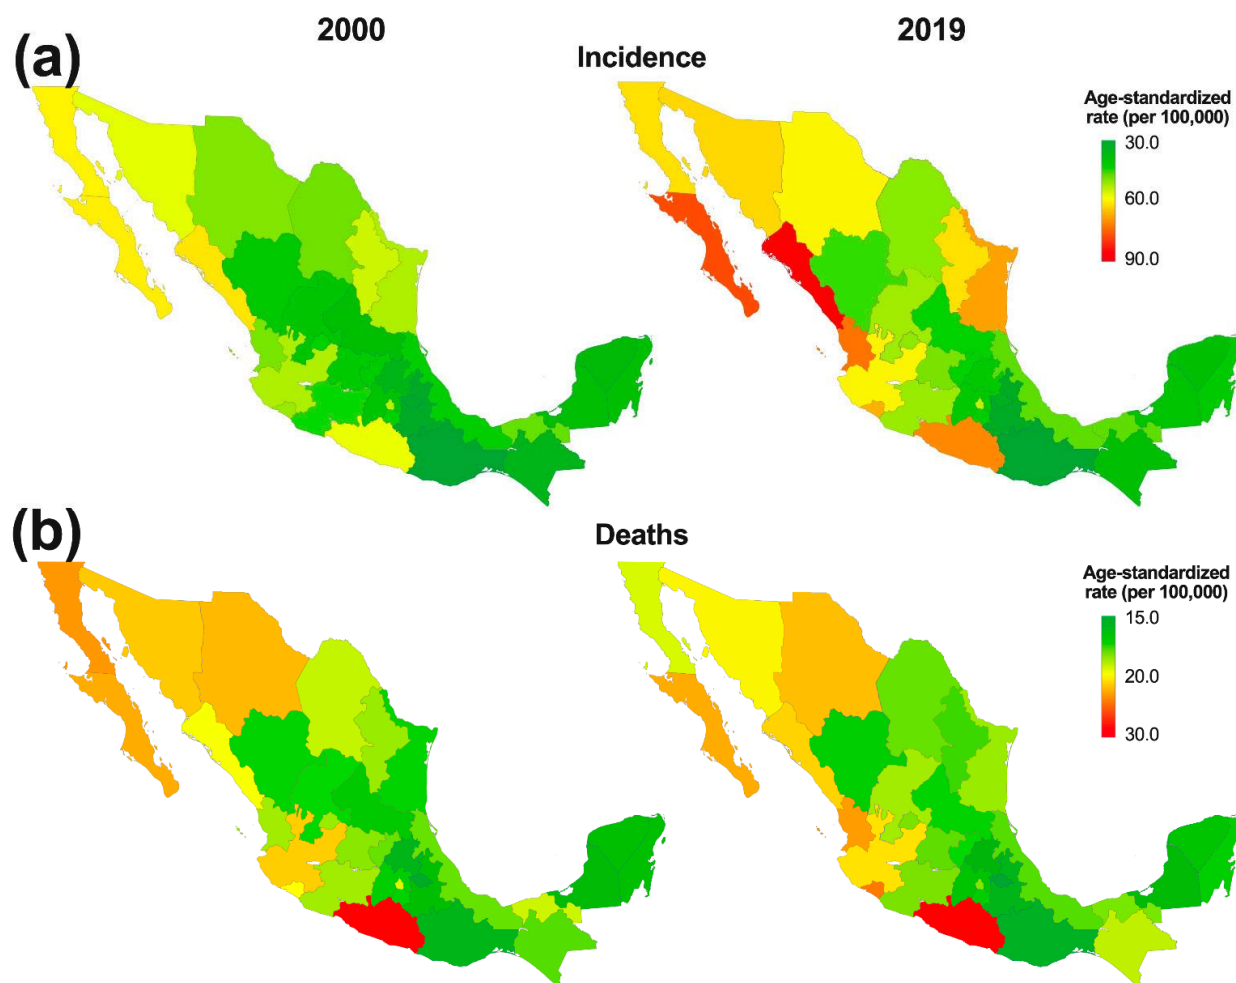 2000
2019
(a)
Incidence
Age-standardized
rate (per 100,000)
30.0
60.0
90.0
(b)
Deaths
Age-standardized
rate (per 100,000)
15.0
20.0
30.0